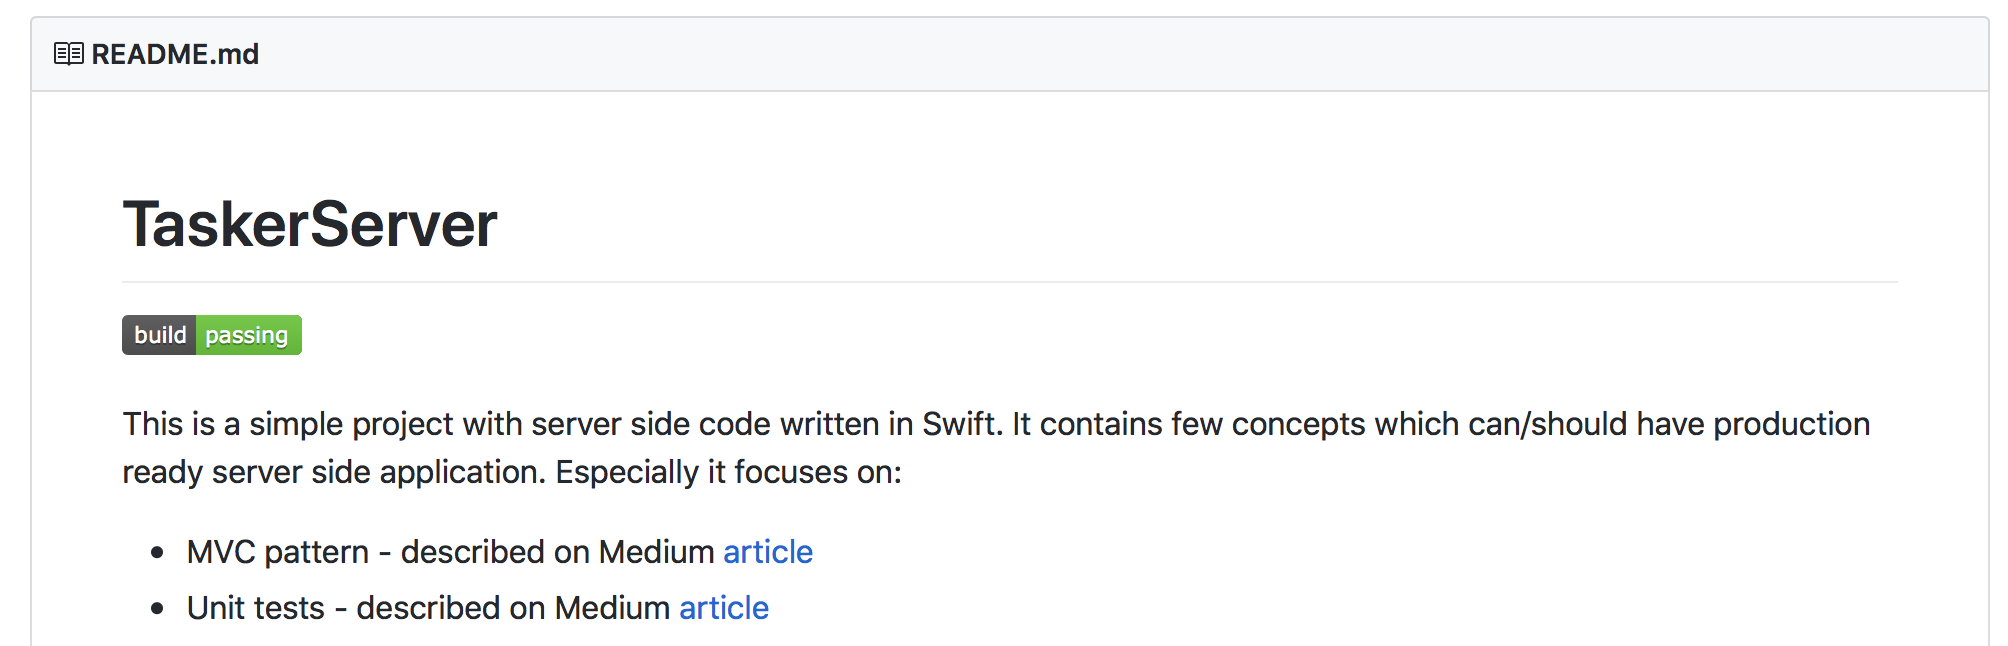 README.md
TaskerServer
build passing
This is a simple project with server side code written in Swift. It contains few concepts which can/should have production
ready server side application. Especially it focuses on:
• MVC pattern - described on Medium article
• Unit tests - described on Medium article